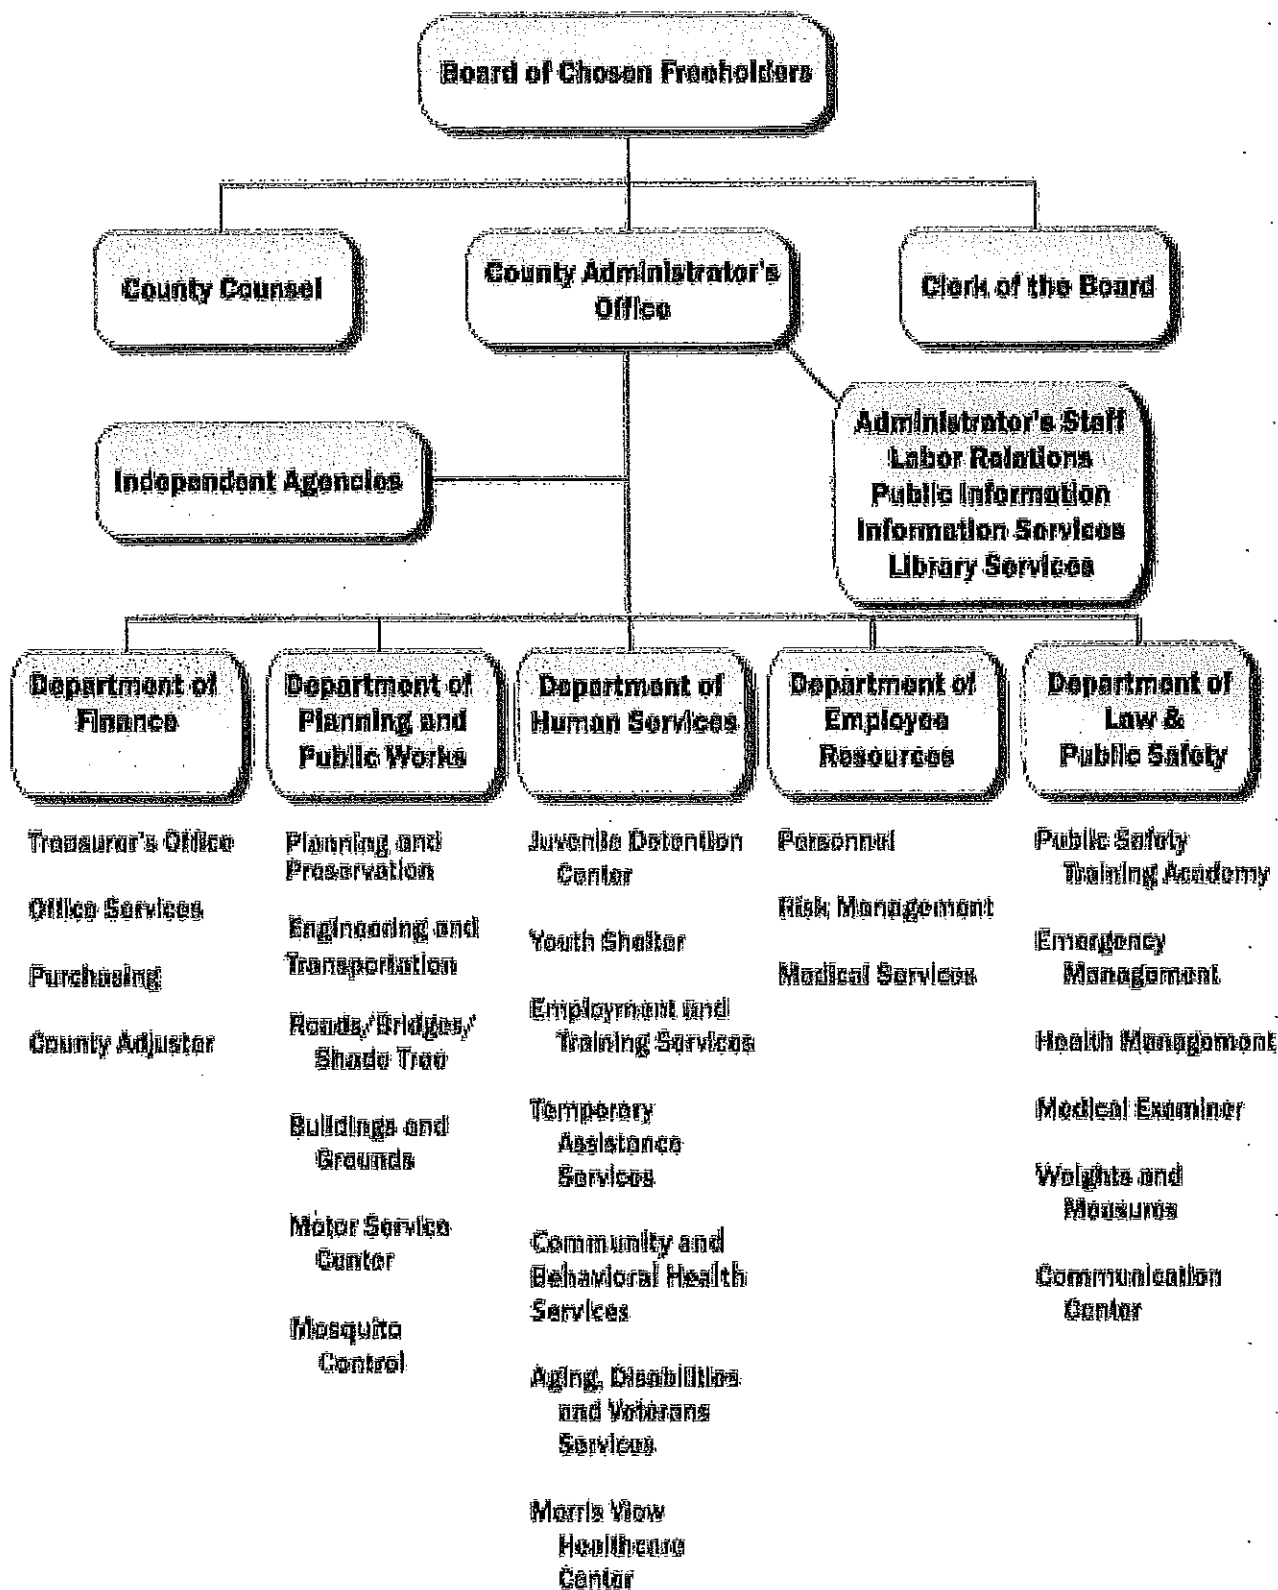 Board of Chosen Freeholders
County Counsel
County Administrator's
Office
Clerk of the Board
Independent Agencies
Administrator's Staff
Labor Relations
Public Information
Information Services
Library Services
Department of
Finance
Treasurer's Office
Office Services
Purchasing
County Adjuster
Department of
Planning and
Public Works
Planning and
Preservation
Engineering and
Transportation
Roads/Bridges/
Shade Tree
Buildings and
Grounds
Motor Service
Center
Mosquito
Control
Department of
Human Services
Juvenile Detention
Center
Youth Shelter
Employment and
Training Services
Temporary
Assistance
Services
Community and
Behavioral Health
Services
Aging, Disabilities
and Veterans
Services
Morris View
Healthcare
Center
Department of
Employee
Resources
Personnel
Risk Management
Medical Services
Department of
Law &
Public Safety
Public Safety
Training Academy
Emergency
Management
Health Management
Medical Examiner
Weights and
Measures
Communication
Center